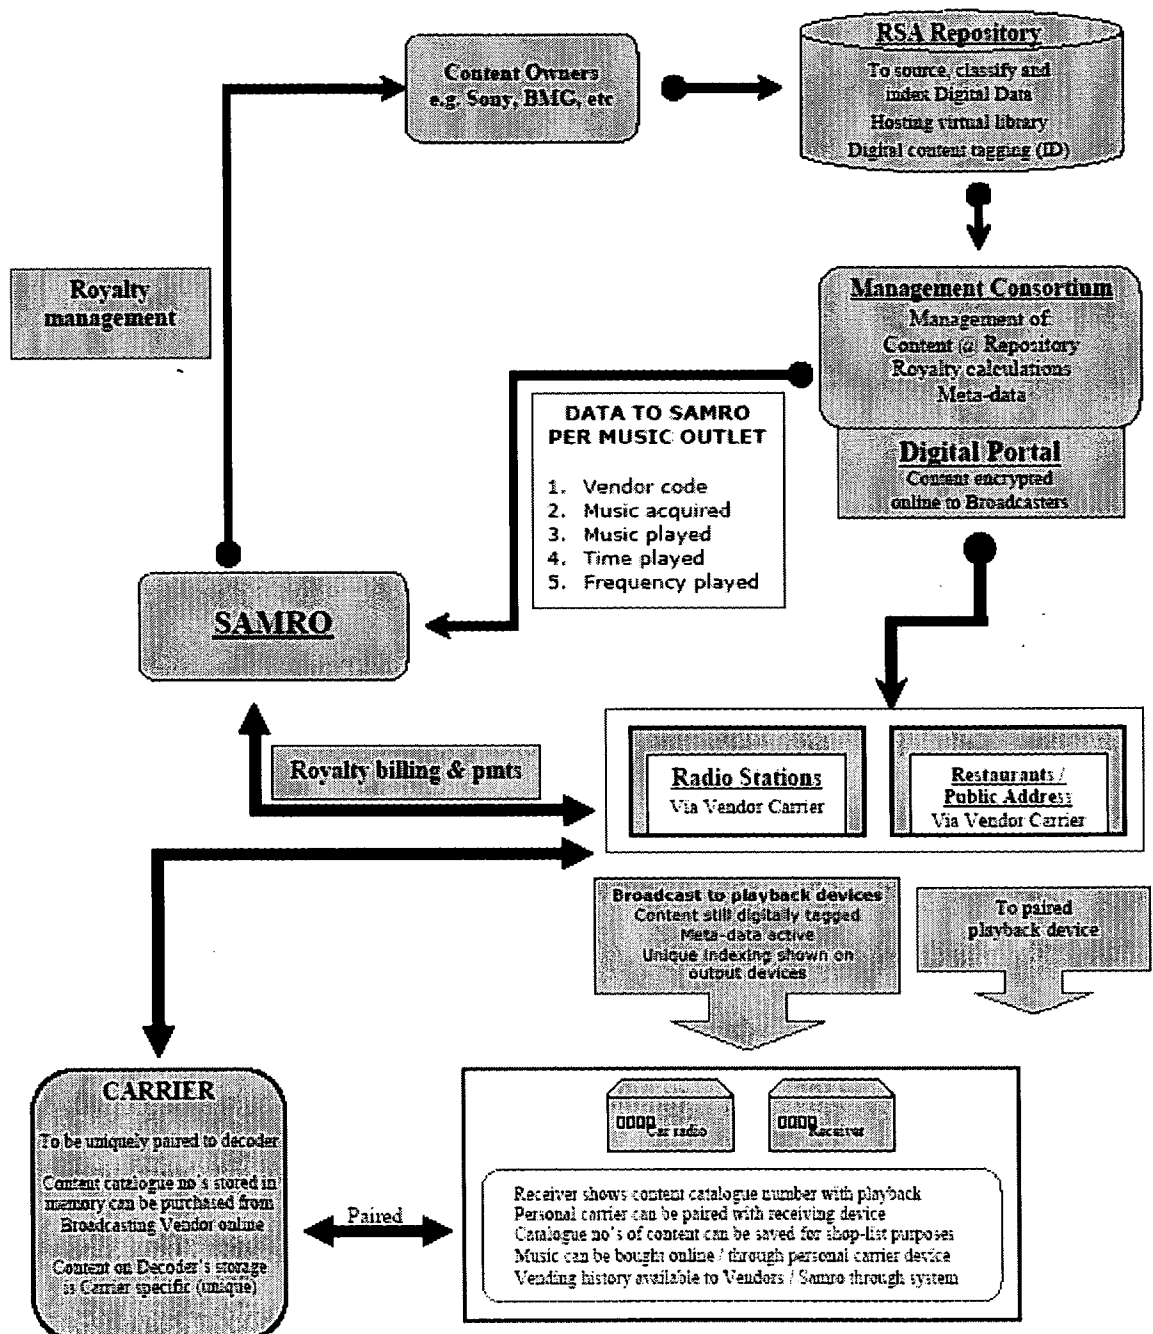 Content Owners
e.g. Sony, BMG, etc
RSA Repository
To source, classify and
index Digital Data
Hosting virtual library
Digital content tagging (ID)
Royalty
management
Management Consortium
Management of
Content @ Repository
Royalty calculations
Meta-data
Digital Portal
Content encrypted
online to Broadcasters
DATA TO SAMRO
PER MUSIC OUTLET
1. Vendor code
2. Music acquired
3. Music played
4. Time played
5. Frequency played
SAMRO
Royalty billing & pmts
Radio Stations
Via Vendor Carrier
Restaurants /
Public Address
Via Vendor Carrier
Broadcast to playback devices
Content still digitally tagged
Meta-data active
Unique indexing shown on
output devices
To paired
playback device
CARRIER
To be uniquely paired to decoder
Content catalogue no's stored in
memory can be purchased from
Broadcasting Vendor online
Content on Decoder's storage
is Carrier specific (unique)
Paired
Car radio
Receiver
Receiver shows content catalogue number with playback
Personal carrier can be paired with receiving device
Catalogue no's of content can be saved for shop-list purposes
Music can be bought online / through personal carrier device
Vending history available to Vendors / Samro through system